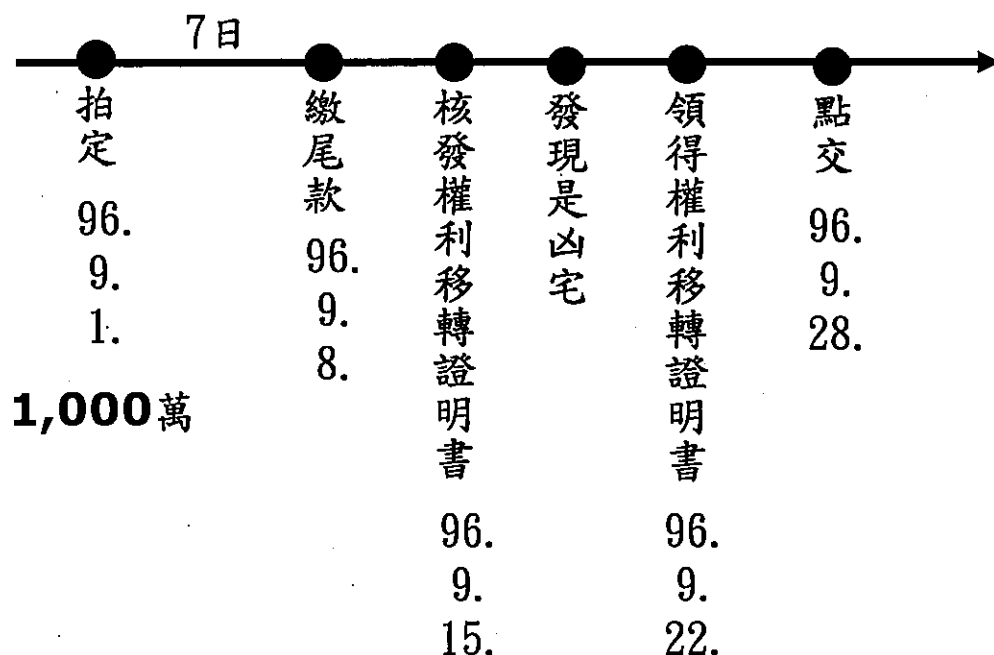 7日
拍定
96.
9.
1.
1,000萬
繳尾款
96.
9.
8.
核發權利移轉證明書
96.
9.
15.
發現是凶宅
領得權利移轉證明書
96.
9.
22.
點交
96.
9.
28.